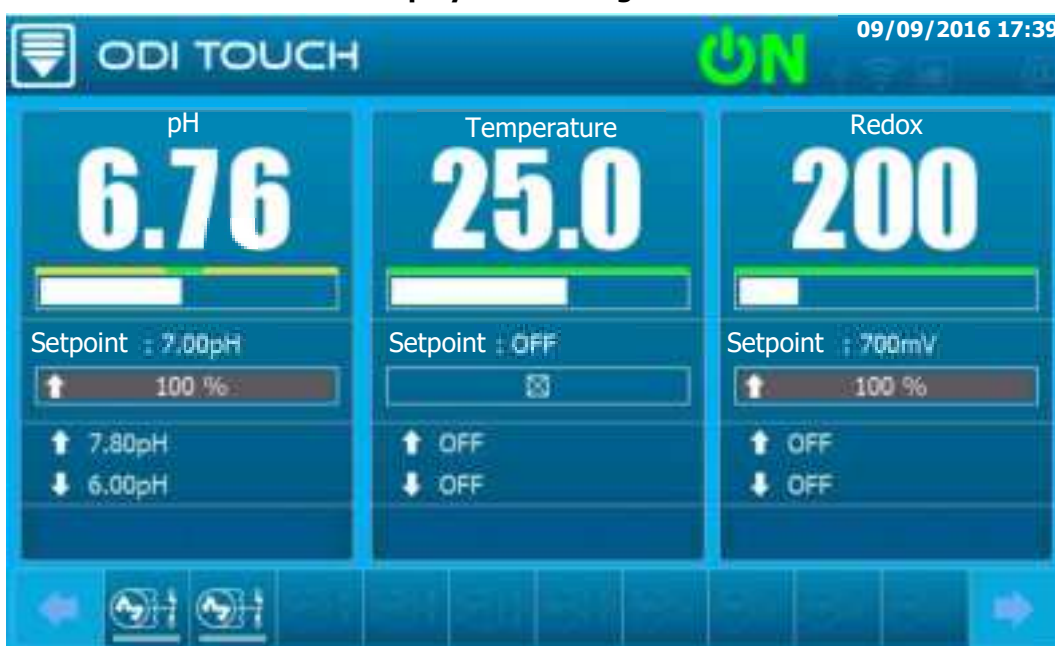 ODI TOUCH
ON
09/09/2016 17:39
pH
6.76
Setpoint : 7.00pH
100 %
7.80pH
6.00pH
Temperature
25.0
Setpoint : OFF
OFF
OFF
Redox
200
Setpoint : 700mV
100 %
OFF
OFF